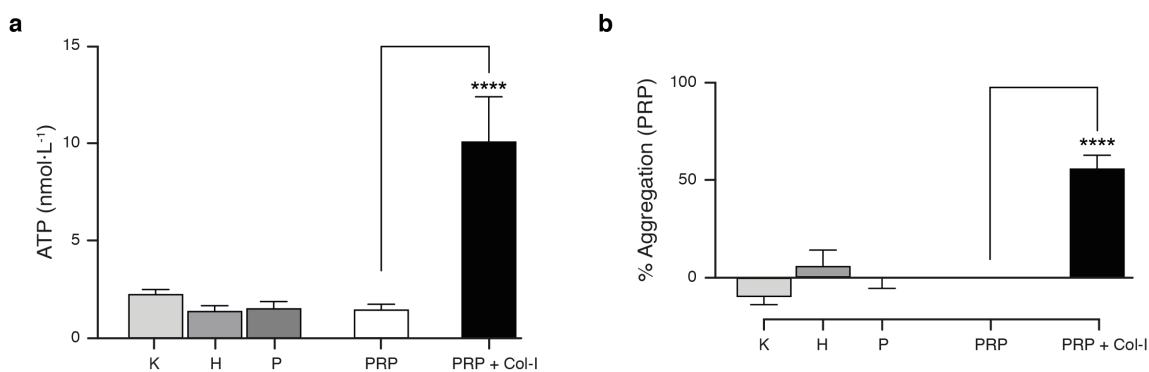 a
ATP (nmol·L⁻¹)
15
10
5
0
****
K H P PRP PRP + Col-I
b
% Aggregation (PRP)
100
50
0
****
K H P PRP PRP + Col-I